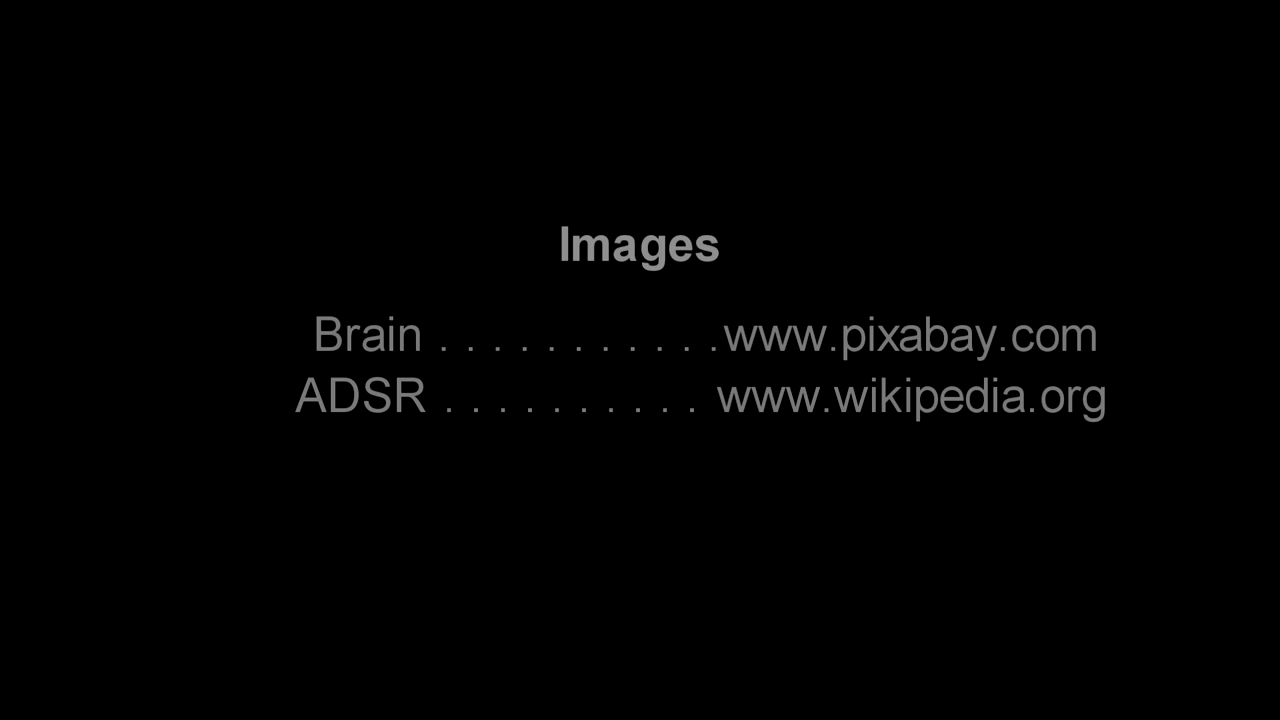 Images
Brain . . . . . . . . . . .www.pixabay.com
ADSR . . . . . . . . . . www.wikipedia.org